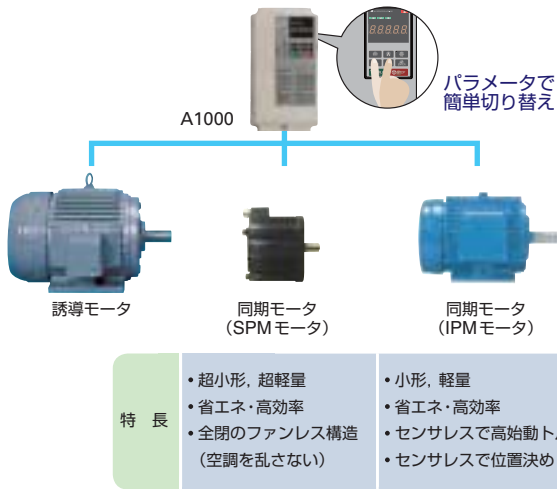 パラメータで
簡単切り替え
A1000
誘導モータ
同期モータ
（SPMモータ）
同期モータ
（IPMモータ）
特 長
• 超小形，超軽量
• 省エネ・高効率
• 全閉のファンレス構造
（空調を乱さない）
• 小形，軽量
• 省エネ・高効率
• センサレスで高始動ト
• センサレスで位置決め